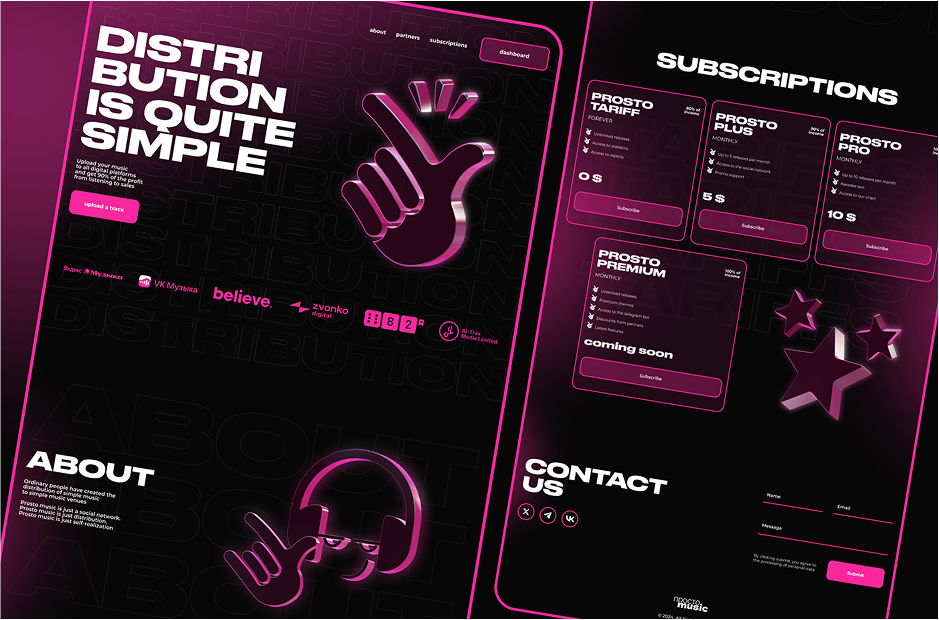 about
partners
subscriptions
dashboard
DISTRI
BUTION
IS QUITE
SIMPLE
Upload your music
to all digital platforms
and get 90% of the profit
from listening to sales
upload a track
Яндекс Музыка
VK Музыка
believe.
zvonko
digital
8 2
Al-Trax
Media Limited
ABOUT
Ordinary people have created the
distribution of simple music
to simple music venues
Prosto music is just a social network.
Prosto music is just distribution.
Prosto music is just self-realization
SUBSCRIPTIONS
PROSTO
TARIFF
80% of
income
FOREVER
Unlimited releases
Access to statistics
Access to reports
0 $
Subscribe
PROSTO
PLUS
90% of
income
MONTHLY
Up to 5 releases per month
Access to the social network
Promo support
5 $
Subscribe
PROSTO
PRO
MONTHLY
Up to 10 releases per month
Karaoke text
Access to our chart
10 $
Subscribe
PROSTO
PREMIUM
100% of
income
MONTHLY
Unlimited releases
Premium themes
Access to the telegram bot
Discounts from partners
Latest features
coming soon
Subscribe
CONTACT
US
Name
Email
Message
By clicking submit, you agree to
the processing of personal data
Submit
просто
music
© 2024,
DISTRIBUTION
ABOUT